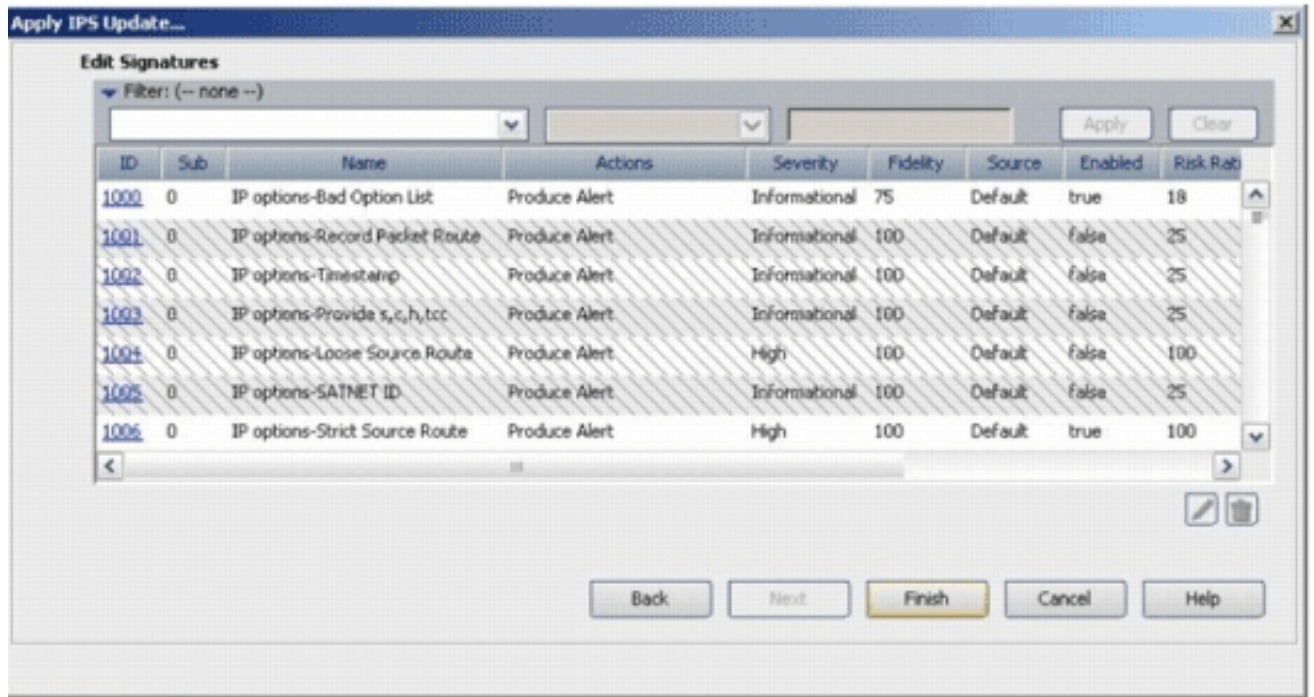 Apply IPS Update...
Edit Signatures
Filter: (-- none --)
Apply Clear
ID Sub Name Actions Severity Fidelity Source Enabled Risk Rati
1000 0 IP options-Bad Option List Produce Alert Informational 75 Default true 18
1001 0 IP options-Record Packet Route Produce Alert Informational 100 Default false 25
1002 0 IP options-Timestamp Produce Alert Informational 100 Default false 25
1003 0 IP options-Provide s,c,h,tcc Produce Alert Informational 100 Default false 25
1004 0 IP options-Loose Source Route Produce Alert High 100 Default false 100
1005 0 IP options-SATNET ID Produce Alert Informational 100 Default false 25
1006 0 IP options-Strict Source Route Produce Alert High 100 Default true 100
Back Next Finish Cancel Help